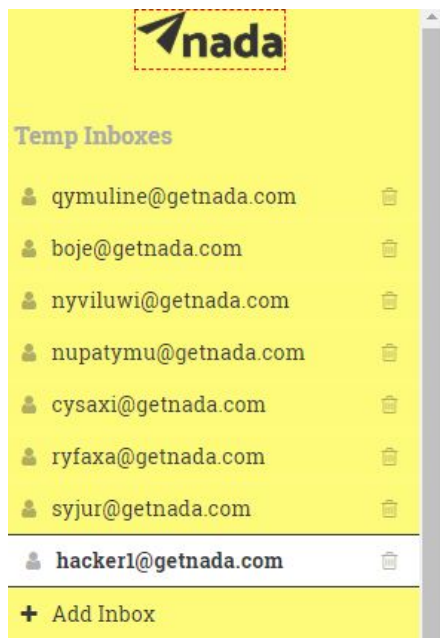 nada
Temp Inboxes
qymuline@getnada.com
boje@getnada.com
nyviluwi@getnada.com
nupatymu@getnada.com
cysaxi@getnada.com
ryfaxa@getnada.com
syjur@getnada.com
hacker1@getnada.com
+ Add Inbox